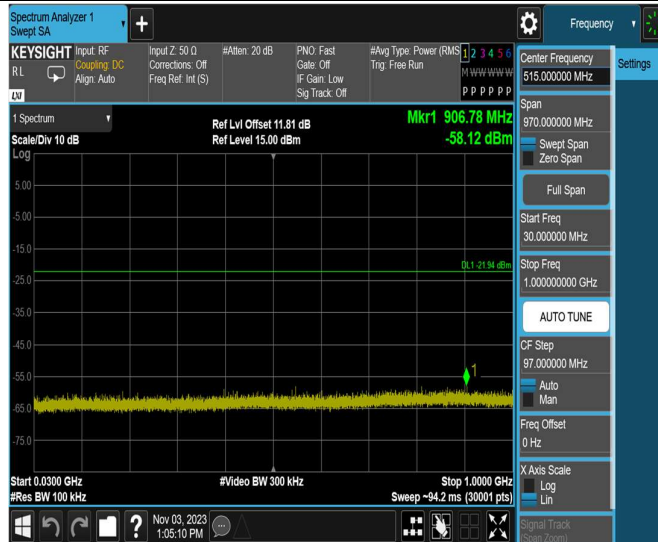 Spectrum Analyzer 1
Swept SA
+
Frequency
KEYSIGHT
RL
LXI
Input: RF
Coupling: DC
Align: Auto
Input Z: 50 Ω
Corrections: Off
Freq Ref: Int (S)
#Atten: 20 dB
PNO: Fast
Gate: Off
IF Gain: Low
Sig Track: Off
#Avg Type: Power (RMS
Trig: Free Run
1 2 3 4 5 6
M W W W W W
P P P P P P
1 Spectrum
Scale/Div 10 dB
Log
Ref Lvl Offset 11.81 dB
Ref Level 15.00 dBm
Mkr1 906.78 MHz
-58.12 dBm
5.00
-5.00
-15.0
-25.0
-35.0
-45.0
-55.0
-65.0
-75.0
DL1 -21.94 dBm
1
Start 0.0300 GHz
#Res BW 100 kHz
#Video BW 300 kHz
Stop 1.0000 GHz
Sweep ~94.2 ms (30001 pts)
Center Frequency
515.000000 MHz
Span
970.000000 MHz
Swept Span
Zero Span
Full Span
Start Freq
30.000000 MHz
Stop Freq
1.000000000 GHz
AUTO TUNE
CF Step
97.000000 MHz
Auto
Man
Freq Offset
0 Hz
X Axis Scale
Log
Lin
Signal Track
(Span Zoom)
Settings
?
Nov 03, 2023
1:05:10 PM